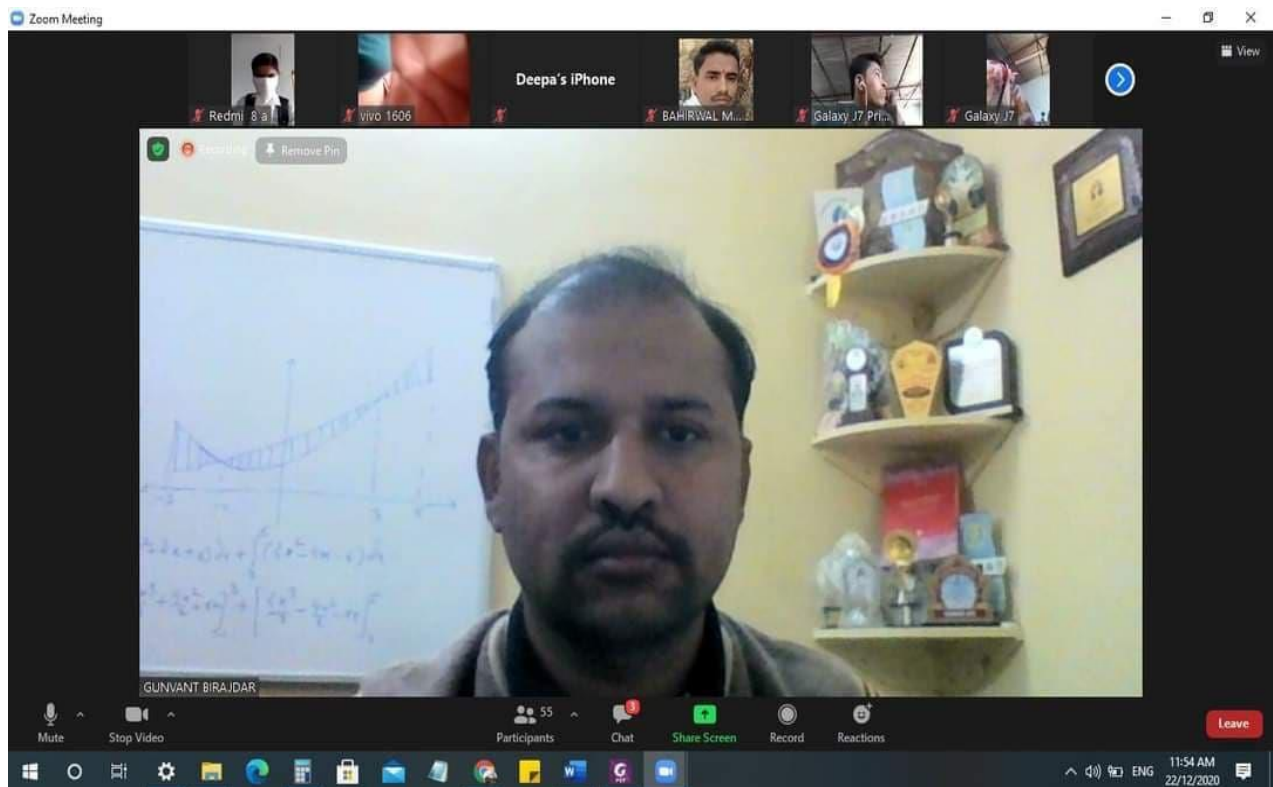 Zoom Meeting
View
Deepa's iPhone
Redmi 8 a
vivo 1606
BAHIRWAL M...
Galaxy J7 Pri...
Galaxy J7
Recording
Remove Pin
GUNVANT BIRAJDAR
Mute
Stop Video
55
Participants
3
Chat
Share Screen
Record
Reactions
Leave
ENG
11:54 AM
22/12/2020